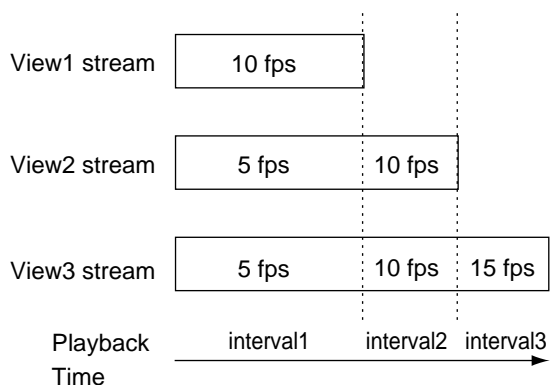 View1 stream
10 fps
View2 stream
5 fps
10 fps
View3 stream
5 fps
10 fps
15 fps
Playback
Time
interval1
interval2
interval3